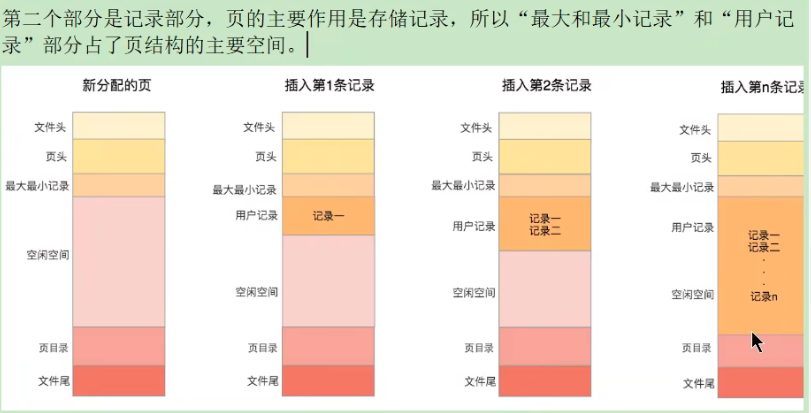 第二个部分是记录部分，页的主要作用是存储记录，所以“最大和最小记录”和“用户记
录”部分占了页结构的主要空间。
新分配的页
文件头
页头
最大最小记录
空闲空间
页目录
文件尾
插入第1条记录
文件头
页头
最大最小记录
用户记录
记录一
空闲空间
页目录
文件尾
插入第2条记录
文件头
页头
最大最小记录
用户记录
记录一
记录二
空闲空间
页目录
文件尾
插入第n条记录
文件头
页头
最大最小记录
用户记录
记录一
记录二
.
.
.
记录n
空闲空间
页目录
文件尾